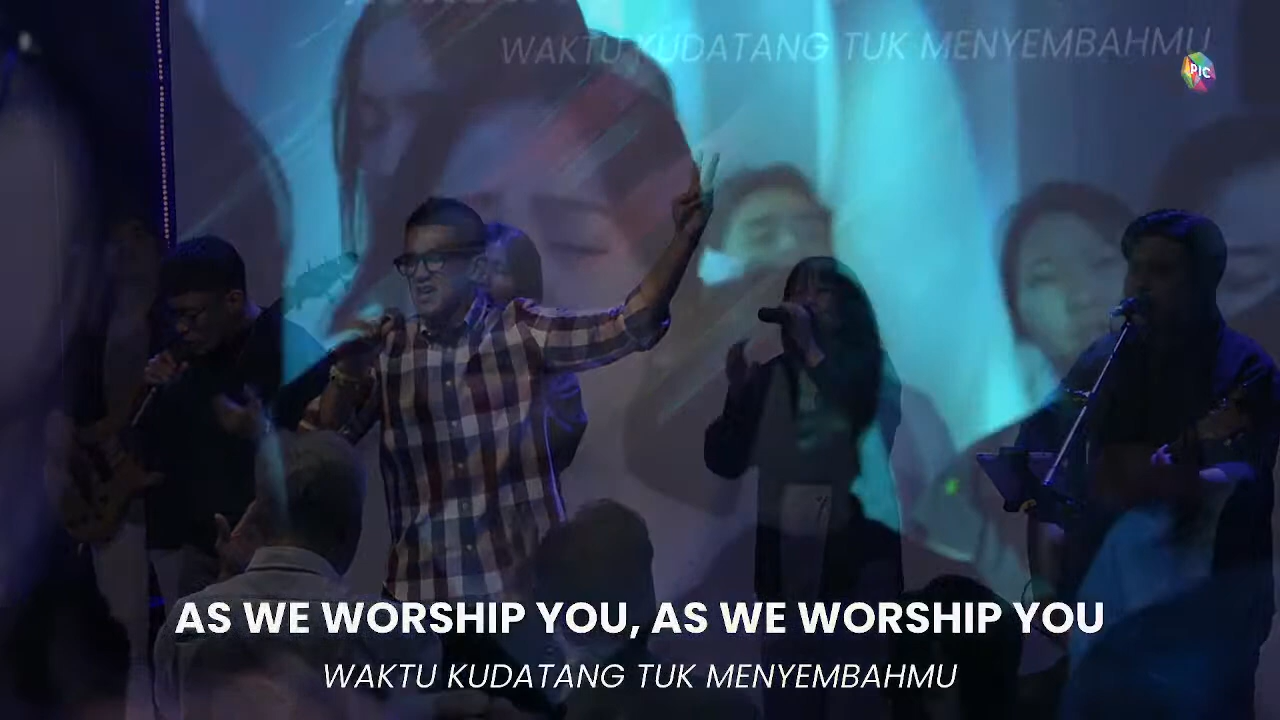 WAKTU KUDATANG TUK MENYEMBAHMU
PIC
AS WE WORSHIP YOU, AS WE WORSHIP YOU
WAKTU KUDATANG TUK MENYEMBAHMU